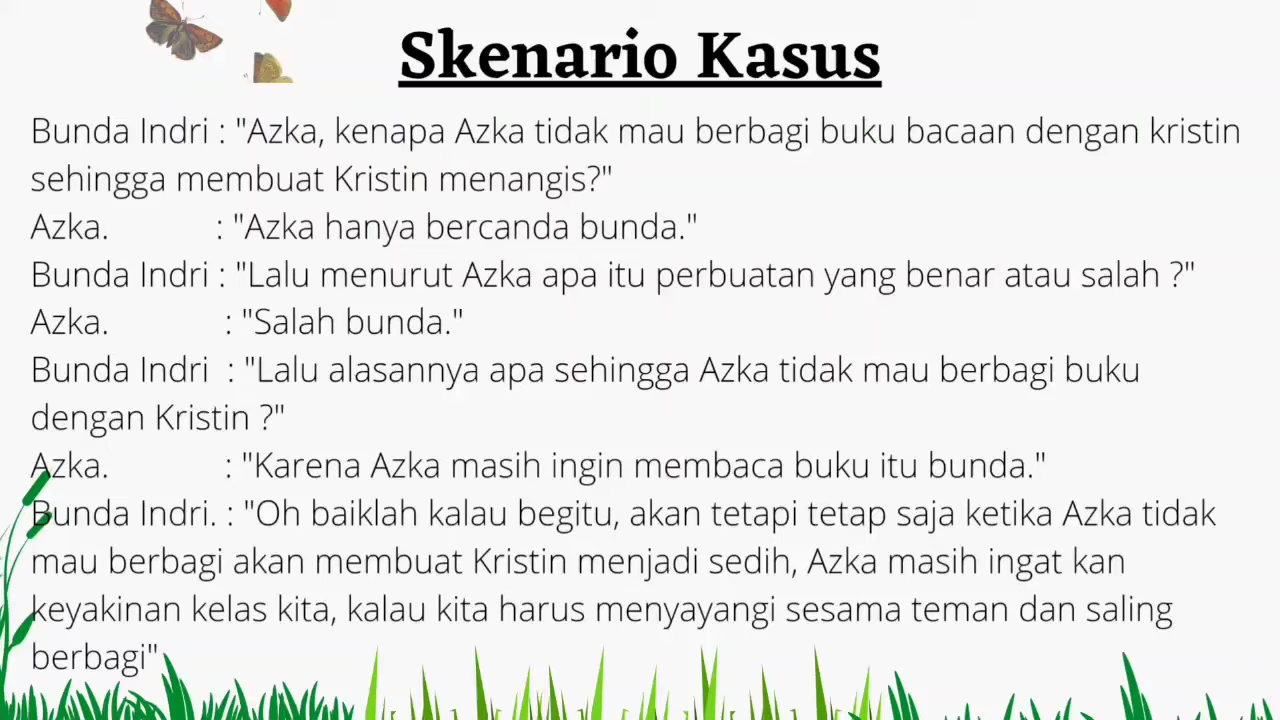 Skenario Kasus
Bunda Indri : "Azka, kenapa Azka tidak mau berbagi buku bacaan dengan kristin
sehingga membuat Kristin menangis?"
Azka. : "Azka hanya bercanda bunda."
Bunda Indri : "Lalu menurut Azka apa itu perbuatan yang benar atau salah ?"
Azka. : "Salah bunda."
Bunda Indri : "Lalu alasannya apa sehingga Azka tidak mau berbagi buku
dengan Kristin ?"
Azka. : "Karena Azka masih ingin membaca buku itu bunda."
Bunda Indri. : "Oh baiklah kalau begitu, akan tetapi tetap saja ketika Azka tidak
mau berbagi akan membuat Kristin menjadi sedih, Azka masih ingat kan
keyakinan kelas kita, kalau kita harus menyayangi sesama teman dan saling
berbagi"